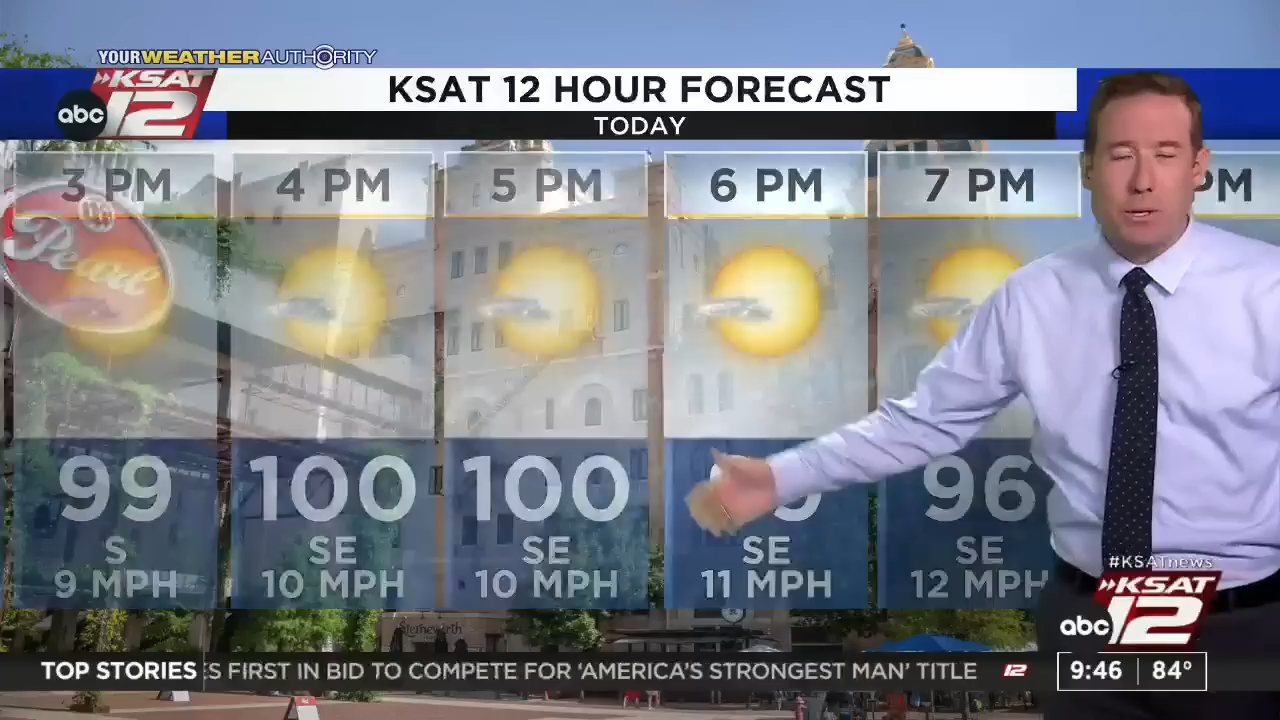 YOURWEATHERAUTHORITY
KSAT
12
abc
KSAT 12 HOUR FORECAST
TODAY
3 PM
4 PM
5 PM
6 PM
7 PM
PM
Pearl
99
100
100
96
S
SE
SE
SE
SE
9 MPH
10 MPH
10 MPH
11 MPH
12 MPH
#KSATnews
KSAT
12
abc
TOP STORIES
S FIRST IN BID TO COMPETE FOR ‘AMERICA'S STRONGEST MAN’ TITLE
12
9:46
84°